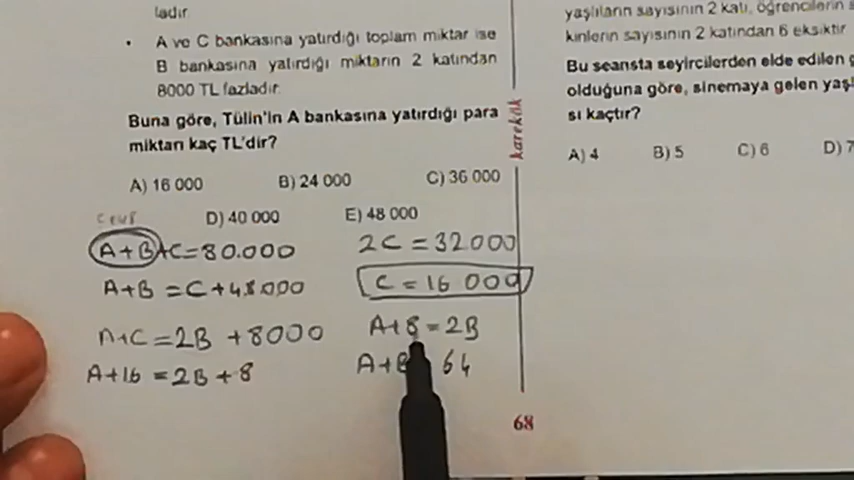 ladır.
• A ve C bankasına yatırdığı toplam miktar ise
B bankasına yatırdığı miktarın 2 katından
8000 TL fazladır.
Buna göre, Tülin'in A bankasına yatırdığı para
miktarı kaç TL'dir?
A) 16 000 B) 24 000 C) 36 000
D) 40 000 E) 48 000
A+B+C=80.000
A+B = C+48000
A+C = 2B +8000
A+16 = 2B + 8
2C = 32000
C = 16 000
A+8 = 2B
A+B 64
karekök
68
yaşlıların sayısının 2 katı, öğrencilerin s
kinlerin sayısının 2 katından 6 eksiktir
Bu seansta seyircilerden elde edilen g
olduğuna göre, sinemaya gelen yaşl
sı kaçtır?
A) 4 B) 5 C) 6 D) 7